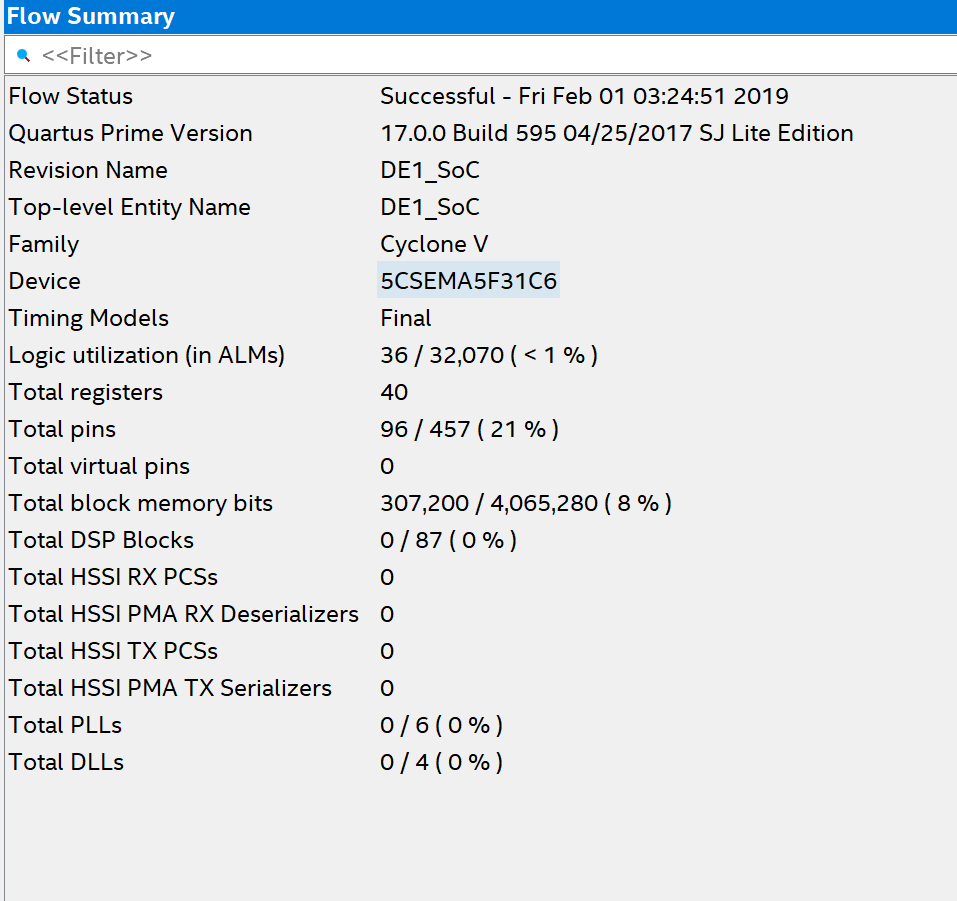 Flow Summary
<<Filter>>
Flow Status Successful - Fri Feb 01 03:24:51 2019
Quartus Prime Version 17.0.0 Build 595 04/25/2017 SJ Lite Edition
Revision Name DE1_SoC
Top-level Entity Name DE1_SoC
Family Cyclone V
Device 5CSEMA5F31C6
Timing Models Final
Logic utilization (in ALMs) 36 / 32,070 ( < 1 % )
Total registers 40
Total pins 96 / 457 ( 21 % )
Total virtual pins 0
Total block memory bits 307,200 / 4,065,280 ( 8 % )
Total DSP Blocks 0 / 87 ( 0 % )
Total HSSI RX PCSs 0
Total HSSI PMA RX Deserializers 0
Total HSSI TX PCSs 0
Total HSSI PMA TX Serializers 0
Total PLLs 0 / 6 ( 0 % )
Total DLLs 0 / 4 ( 0 % )